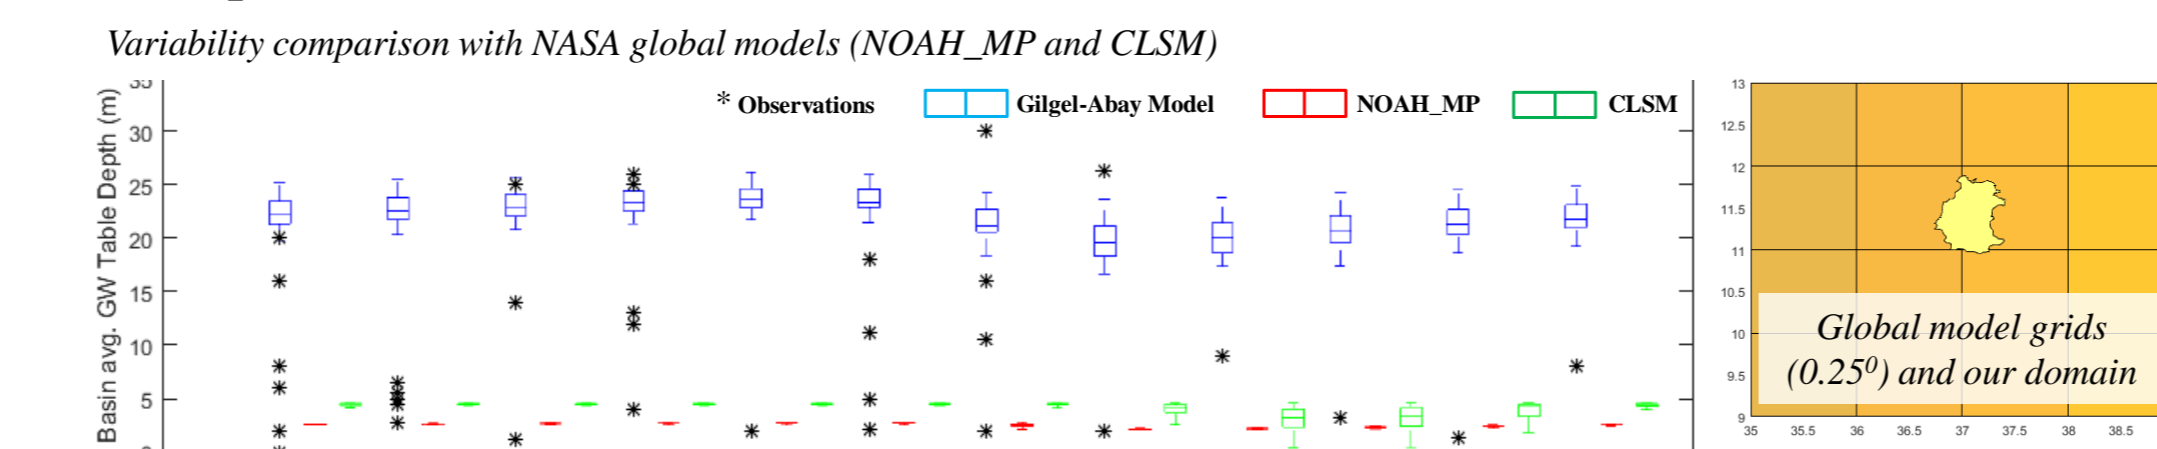 Variability comparison with NASA global models (NOAH_MP and CLSM)
* Observations
Gilgel-Abay Model
NOAH_MP
CLSM
Basin avg. GW Table Depth (m)
30
25
20
15
10
5
13
12.5
12
11.5
11
10.5
10
9.5
9
Global model grids
(0.25⁰) and our domain
35 35.5 36 36.5 37 37.5 38 38.5